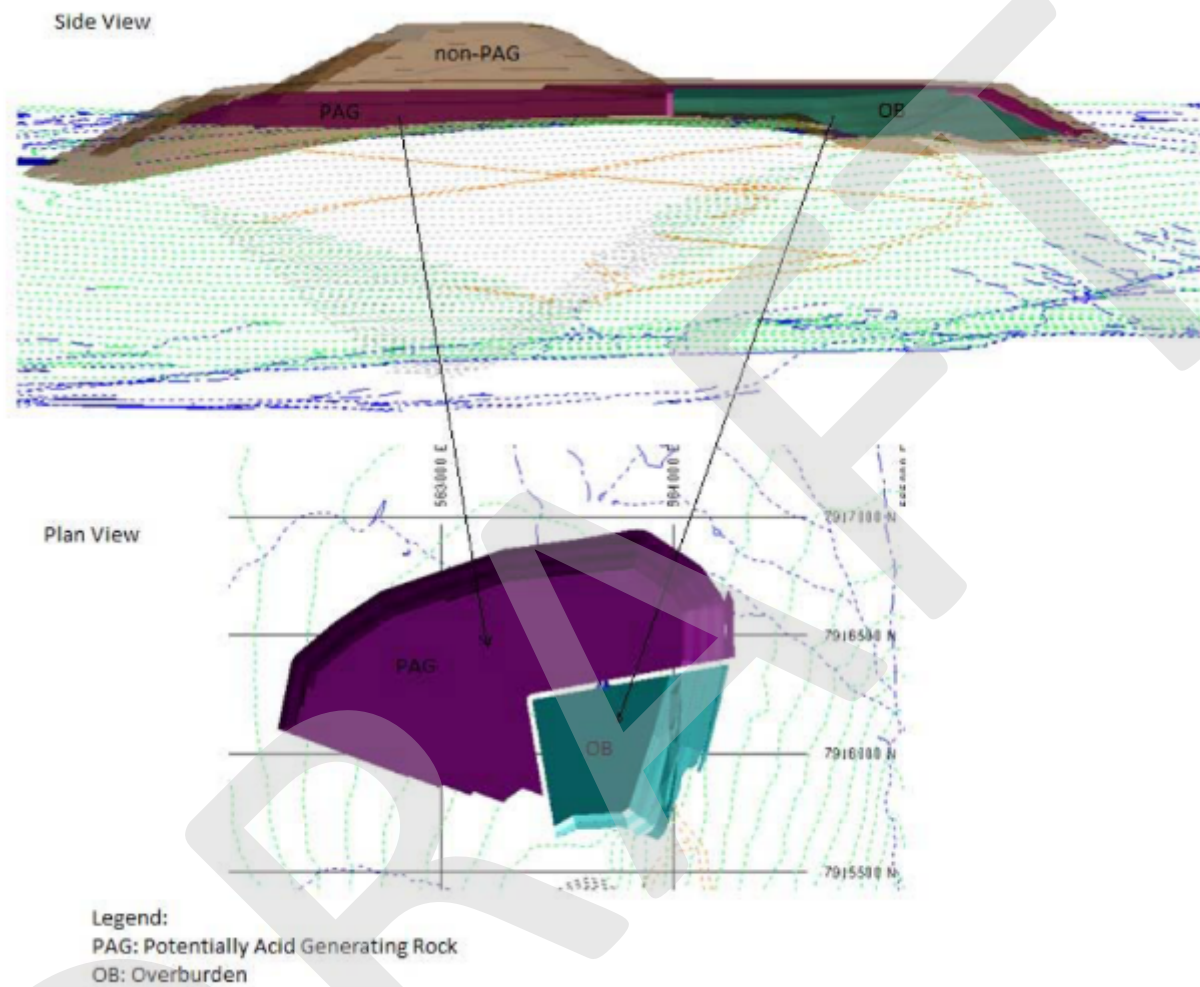 Side View
non-PAG
PAG
OB
563000 E
564000 E
Plan View
7917000 N
7916500 N
PAG
OB
7916000 N
7915500 N
Legend:
PAG: Potentially Acid Generating Rock
OB: Overburden
DRAFT